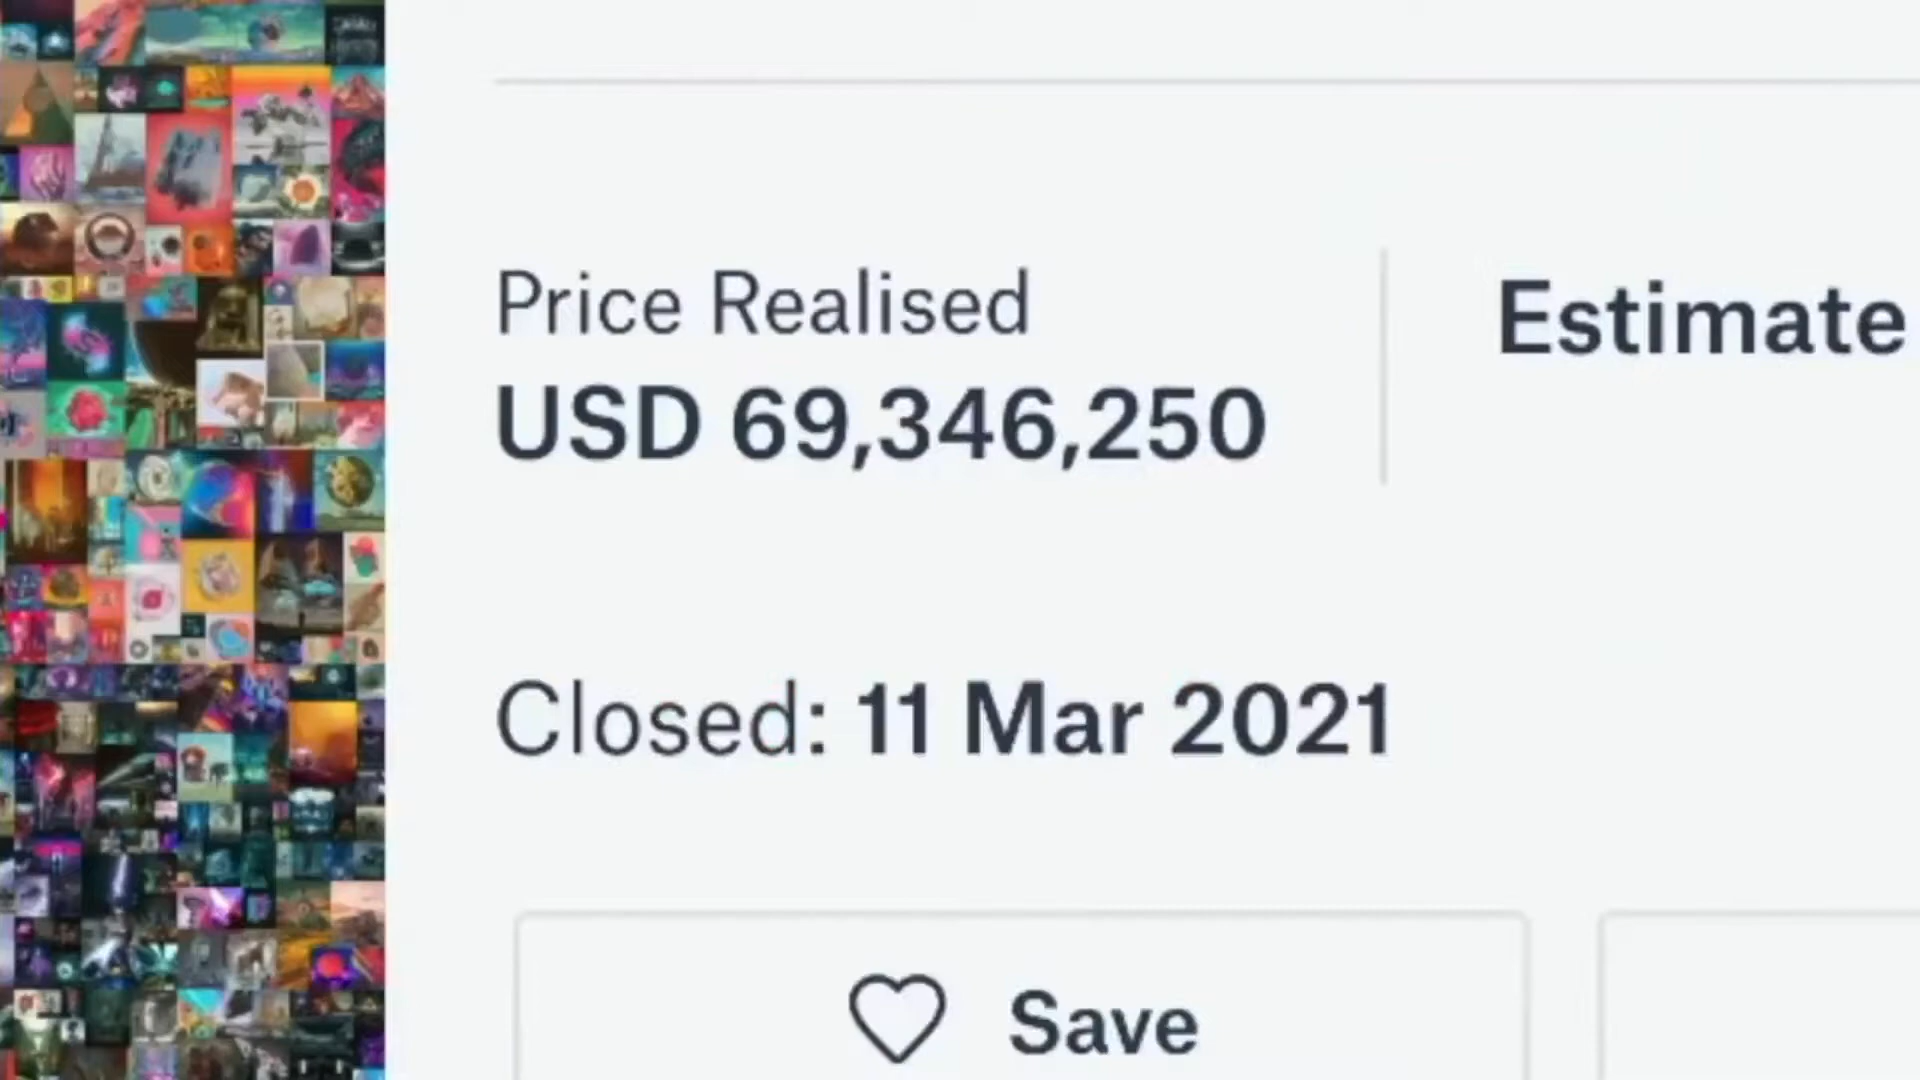 Price Realised
USD 69,346,250
Estimate
Closed: 11 Mar 2021
Save